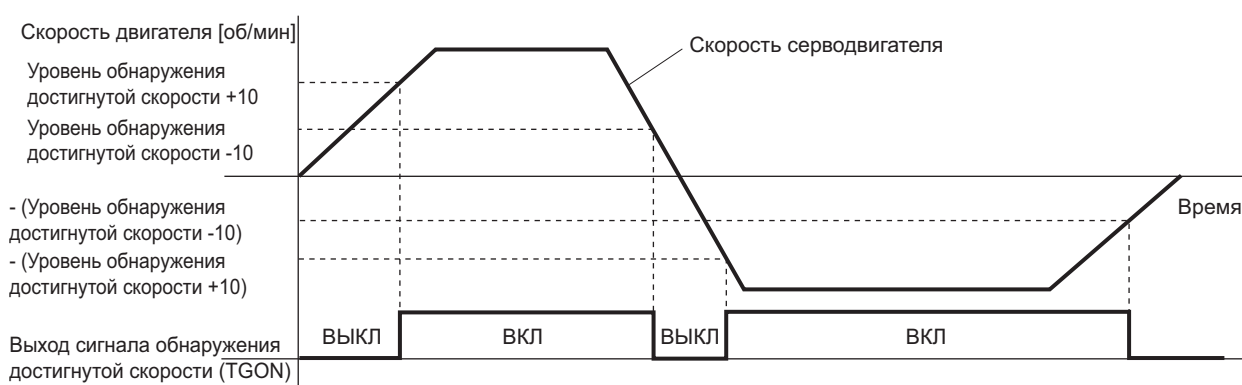 Скорость двигателя [об/мин]
Скорость серводвигателя
Уровень обнаружения
достигнутой скорости +10
Уровень обнаружения
достигнутой скорости -10
- (Уровень обнаружения
достигнутой скорости -10)
Время
- (Уровень обнаружения
достигнутой скорости +10)
ВЫКЛ ВКЛ ВЫКЛ ВКЛ
Выход сигнала обнаружения
достигнутой скорости (TGON)